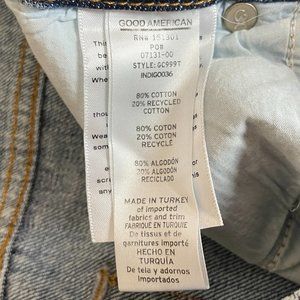 GOOD AMERICAN
RN# 151301
PO#
07131-00
STYLE: GC999T
INDIGO036
80% COTTON
20% RECYCLED
COTTON
80% COTON
20% COTON
RECYCLE
80% ALGODÓN
20% ALGODÓN
RECICLADO
MADE IN TURKEY
of imported
fabrics and trim
FABRIQUÉ EN TURQUIE
De tissus et de
garnitures importé
HECHO EN
TURQUÍA
De tela y adornos
Importados